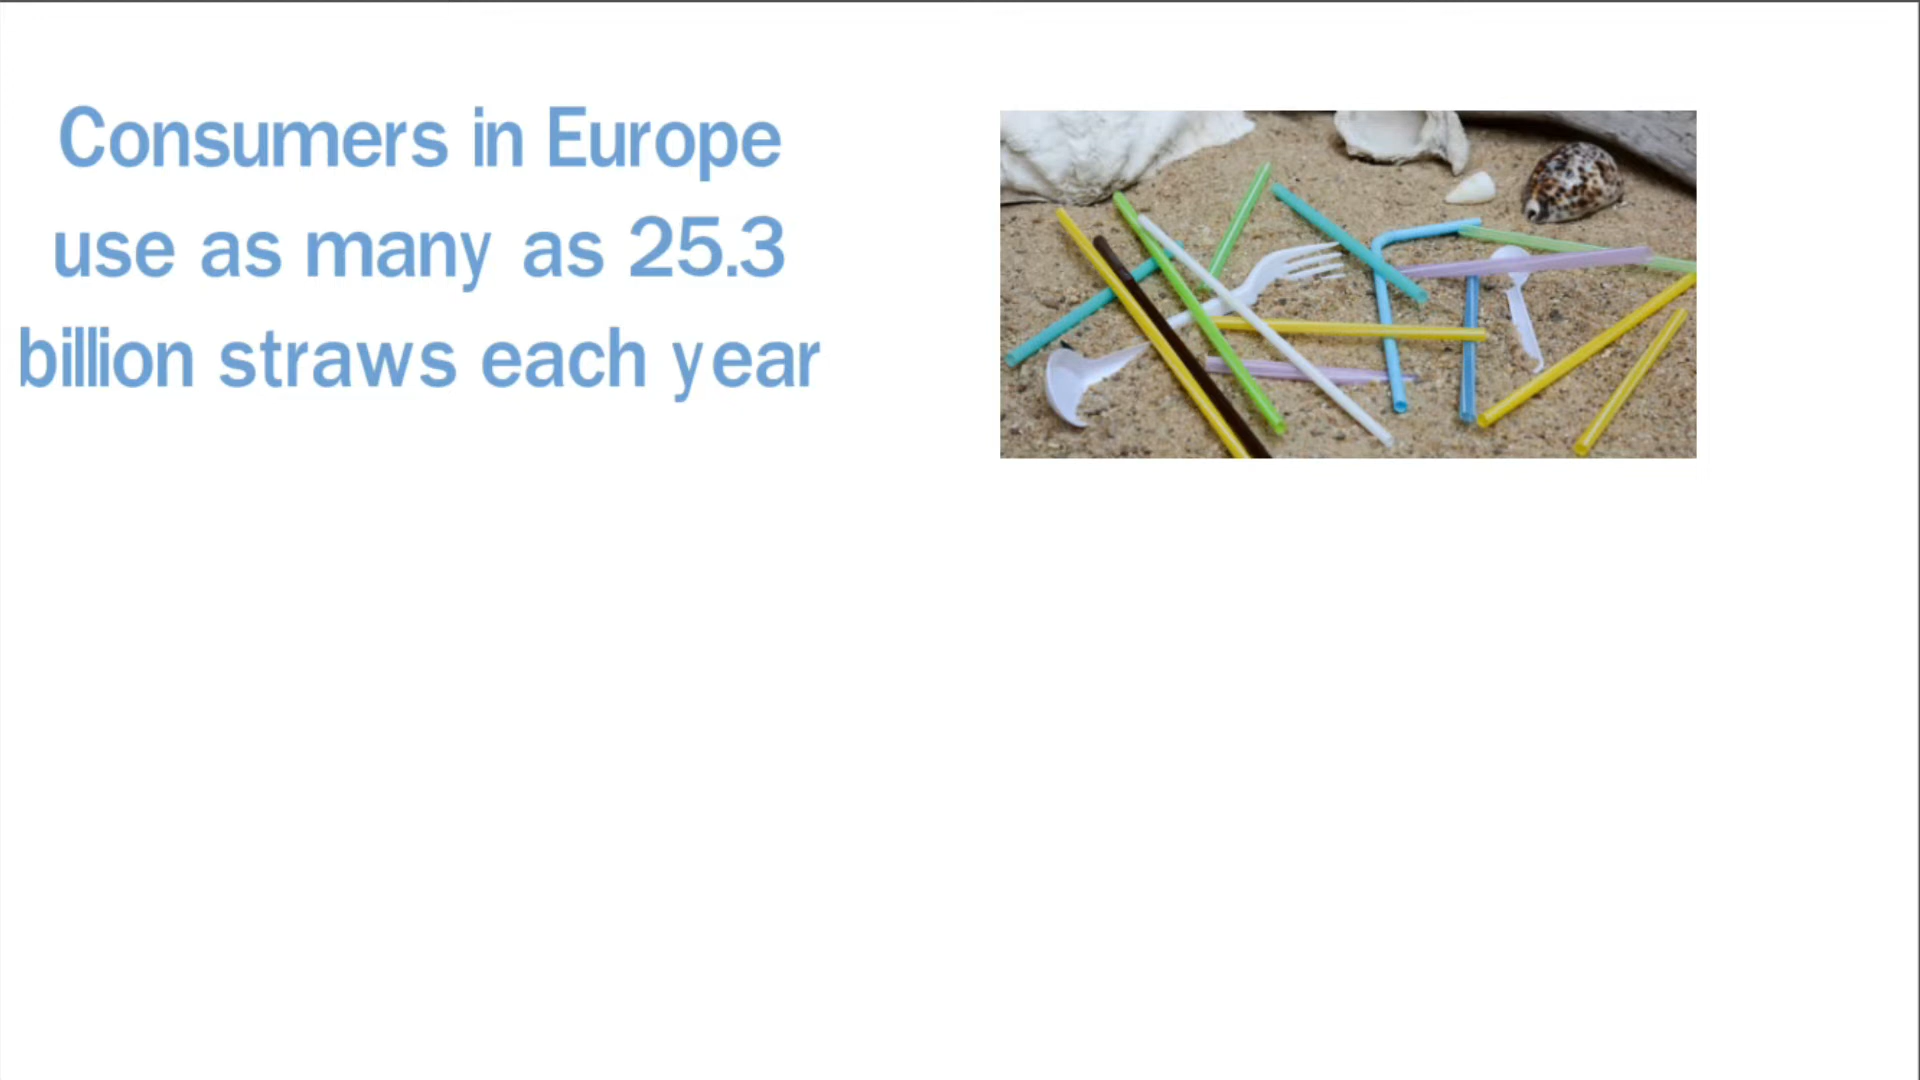 Consumers in Europe
use as many as 25.3
billion straws each year